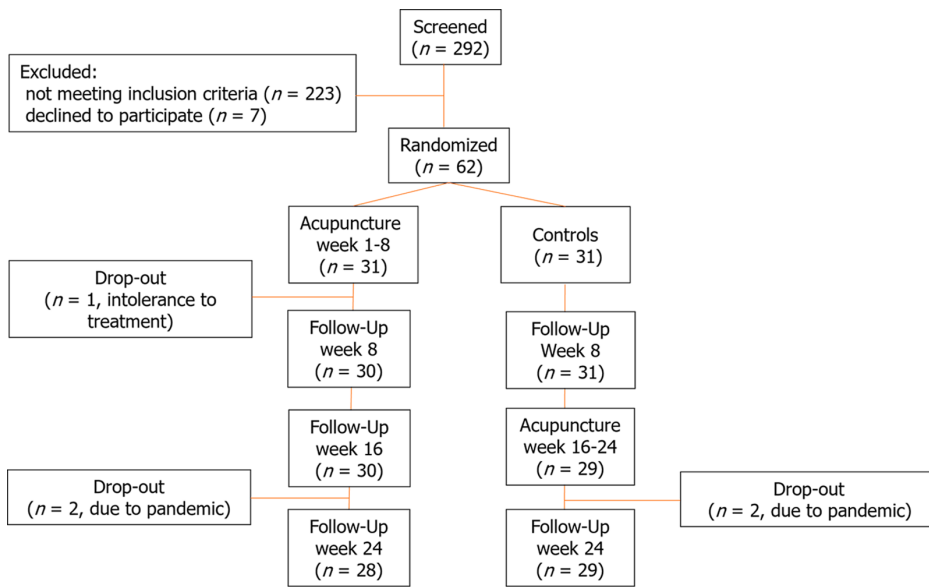 Screened
(n = 292)
Excluded:
not meeting inclusion criteria (n = 223)
declined to participate (n = 7)
Randomized
(n = 62)
Acupuncture
week 1-8
(n = 31)
Controls
(n = 31)
Drop-out
(n = 1, intolerance to
treatment)
Follow-Up
week 8
(n = 30)
Follow-Up
Week 8
(n = 31)
Follow-Up
week 16
(n = 30)
Acupuncture
week 16-24
(n = 29)
Drop-out
(n = 2, due to pandemic)
Drop-out
(n = 2, due to pandemic)
Follow-Up
week 24
(n = 28)
Follow-Up
week 24
(n = 29)